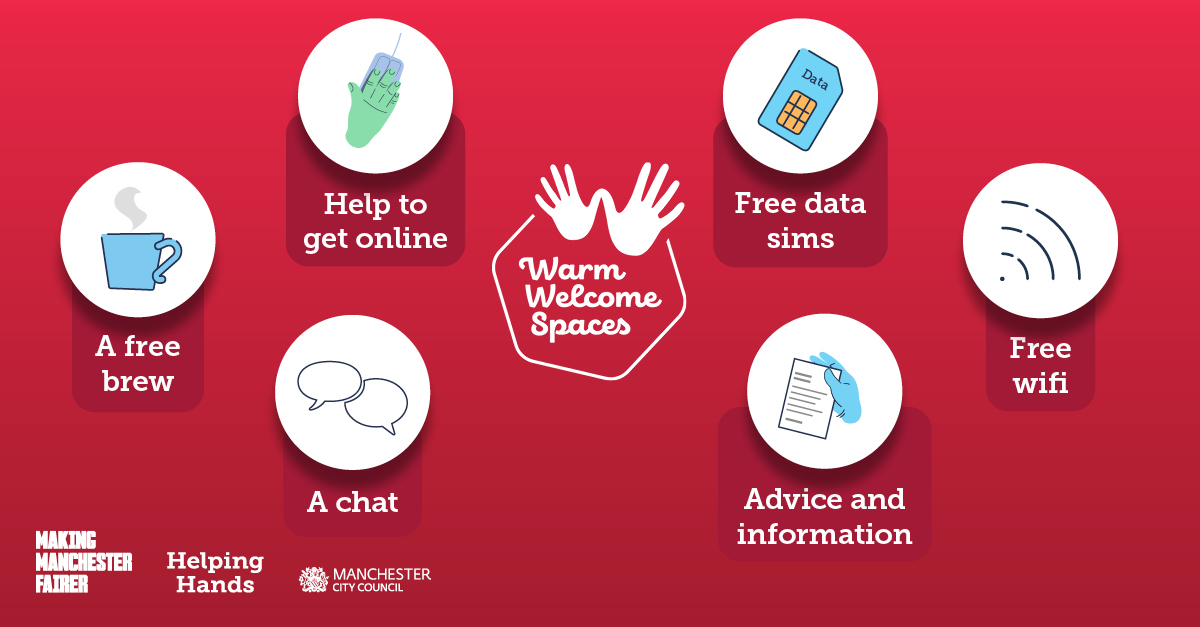 Help to
get online
Data
Free data
sims
A free
brew
Warm
Welcome
Spaces
Free
wifi
A chat
Advice and
information
MAKING
MANCHESTER
FAIRER
Helping
Hands
MANCHESTER
CITY COUNCIL